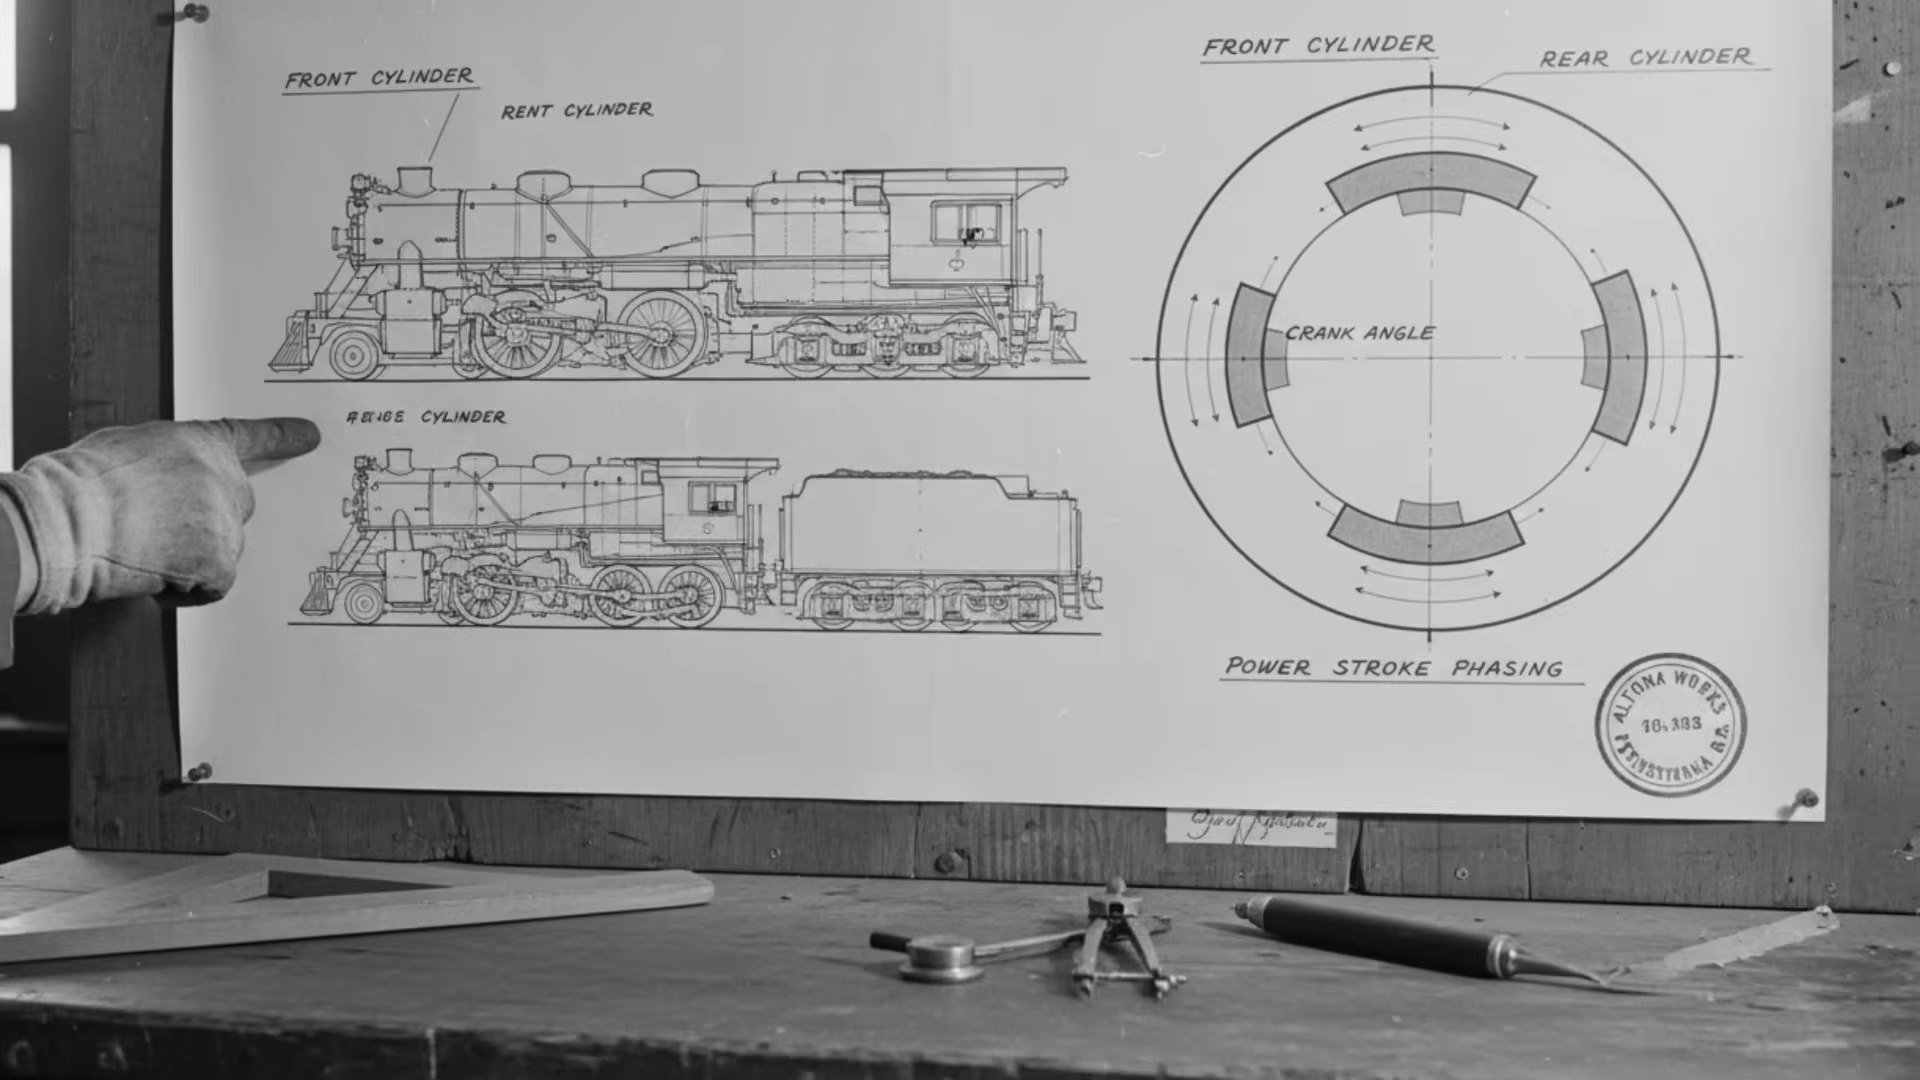 FRONT CYLINDER
RENT CYLINDER
CYLINDER
FRONT CYLINDER
REAR CYLINDER
CRANK ANGLE
POWER STROKE PHASING
ALTONA WORKS